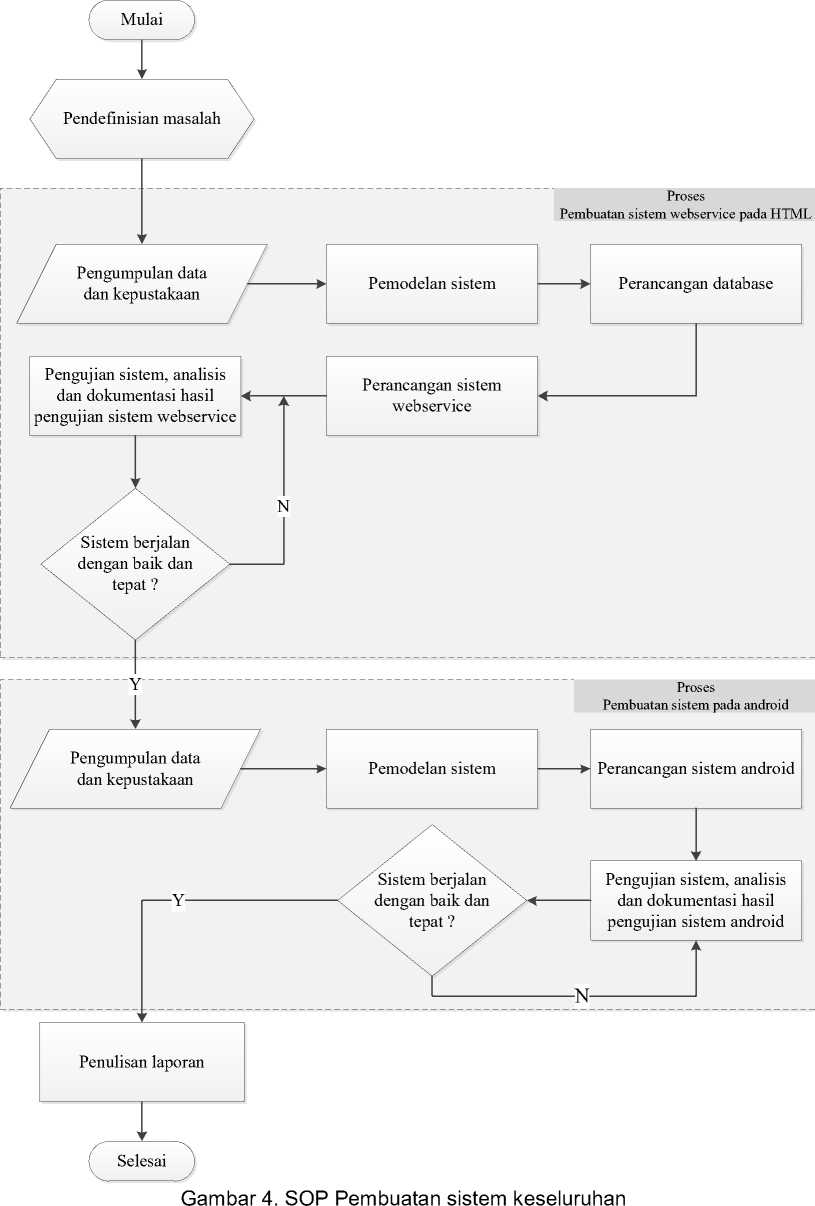 Mulai
Pendefinisian masalah
Proses
Pembuatan sistem webservice pada HTML
Pengumpulan data
dan kepustakaan
Pemodelan sistem
Perancangan database
Pengujian sistem, analisis
dan dokumentasi hasil
pengujian sistem webservice
Perancangan sistem
webservice
N
Sistem berjalan
dengan baik dan
tepat ?
Y
Proses
Pembuatan sistem pada android
Pengumpulan data
dan kepustakaan
Pemodelan sistem
Perancangan sistem android
Pengujian sistem, analisis
dan dokumentasi hasil
pengujian sistem android
Sistem berjalan
dengan baik dan
tepat ?
Y
N
Penulisan laporan
Selesai
Gambar 4. SOP Pembuatan sistem keseluruhan